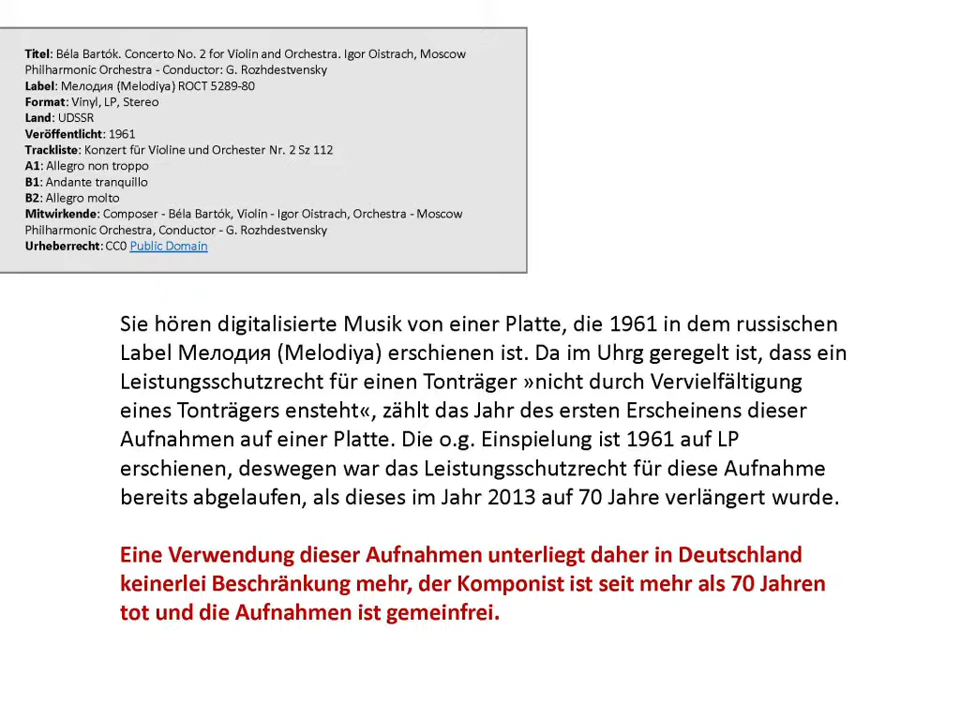 Titel: Béla Bartók. Concerto No. 2 for Violin and Orchestra. Igor Oistrach, Moscow
Philharmonic Orchestra - Conductor: G. Rozhdestvensky
Label: Мелодия (Melodiya) ROCT 5289-80
Format: Vinyl, LP, Stereo
Land: UDSSR
Veröffentlicht: 1961
Trackliste: Konzert für Violine und Orchester Nr. 2 Sz 112
A1: Allegro non troppo
B1: Andante tranquillo
B2: Allegro molto
Mitwirkende: Composer - Béla Bartók, Violin - Igor Oistrach, Orchestra - Moscow
Philharmonic Orchestra, Conductor - G. Rozhdestvensky
Urheberrecht: CC0 Public Domain
Sie hören digitalisierte Musik von einer Platte, die 1961 in dem russischen
Label Мелодия (Melodiya) erschienen ist. Da im Uhrg geregelt ist, dass ein
Leistungsschutzrecht für einen Tonträger »nicht durch Vervielfältigung
eines Tonträgers ensteht«, zählt das Jahr des ersten Erscheinens dieser
Aufnahmen auf einer Platte. Die o.g. Einspielung ist 1961 auf LP
erschienen, deswegen war das Leistungsschutzrecht für diese Aufnahme
bereits abgelaufen, als dieses im Jahr 2013 auf 70 Jahre verlängert wurde.
Eine Verwendung dieser Aufnahmen unterliegt daher in Deutschland
keinerlei Beschränkung mehr, der Komponist ist seit mehr als 70 Jahren
tot und die Aufnahmen ist gemeinfrei.